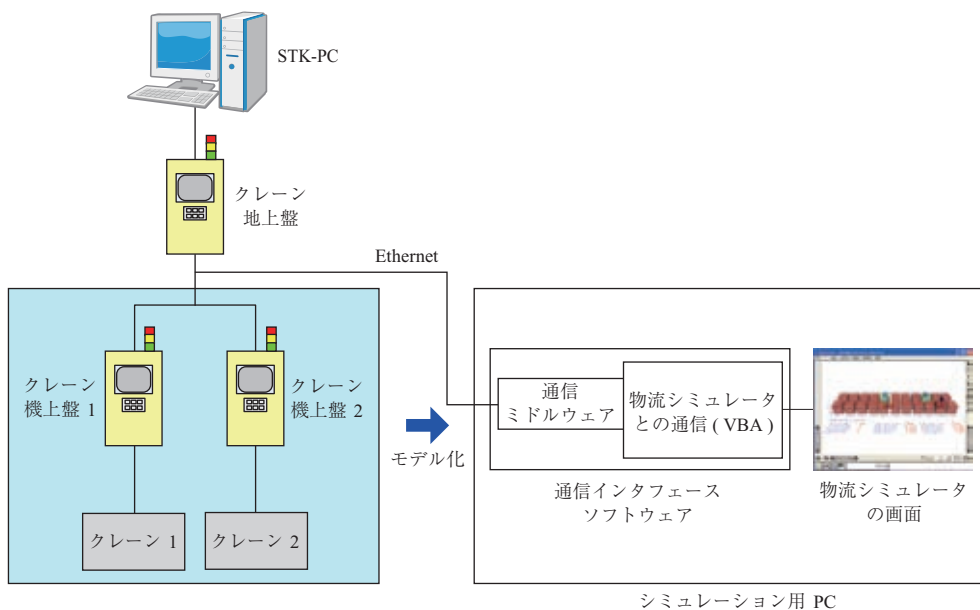 STK-PC
クレーン
地上盤
Ethernet
クレーン
機上盤 1
クレーン
機上盤 2
クレーン 1
クレーン 2
モデル化
通信
ミドルウェア
物流シミュレータ
との通信 ( VBA )
通信インタフェース
ソフトウェア
物流シミュレータ
の画面
シミュレーション用 PC